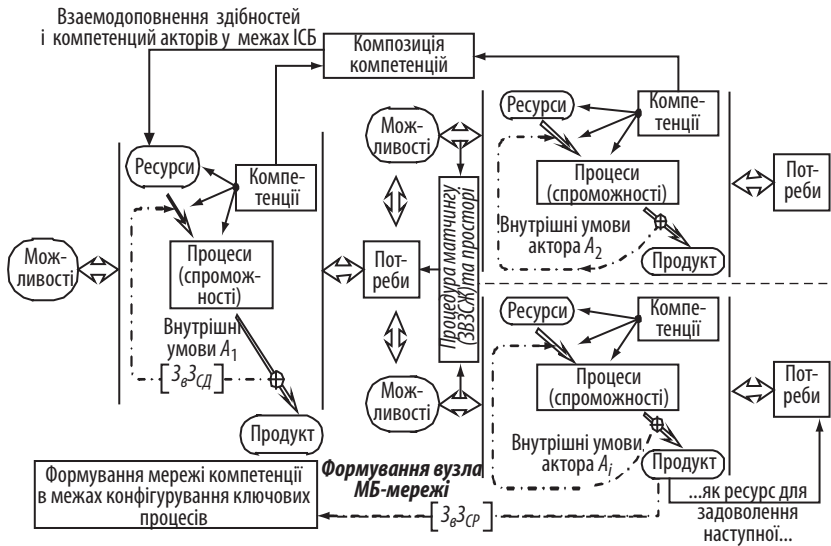 Взаемодоповнення здібностей
і компетенций акторів у межах ІСБ
Композиція
компетенцій
Ресурси
Компе-
тенції
Процеси
(спромож-
ності)
Внутрішні
умови A1
[ЗвЗСД]
Продукт
Мож-
ливості
Мож-
ливості
Пот-
реби
Мож-
ливості
Процедура матчингу
(ЗВЗСЖ)та просторі
Ресурси
Компе-
тенції
Процеси
(спроможності)
Внутрішні умови
актора A2
Продукт
Пот-
реби
Ресурси
Компе-
тенції
Процеси
(спроможності)
Внутрішні умови
актора Ai
Продукт
Пот-
реби
...як ресурс для
задоволення
наступної...
Формування мережі компетенції
в межах конфігурування ключових
процесів
Формування вузла
МБ-мережі
[ЗвЗСР]